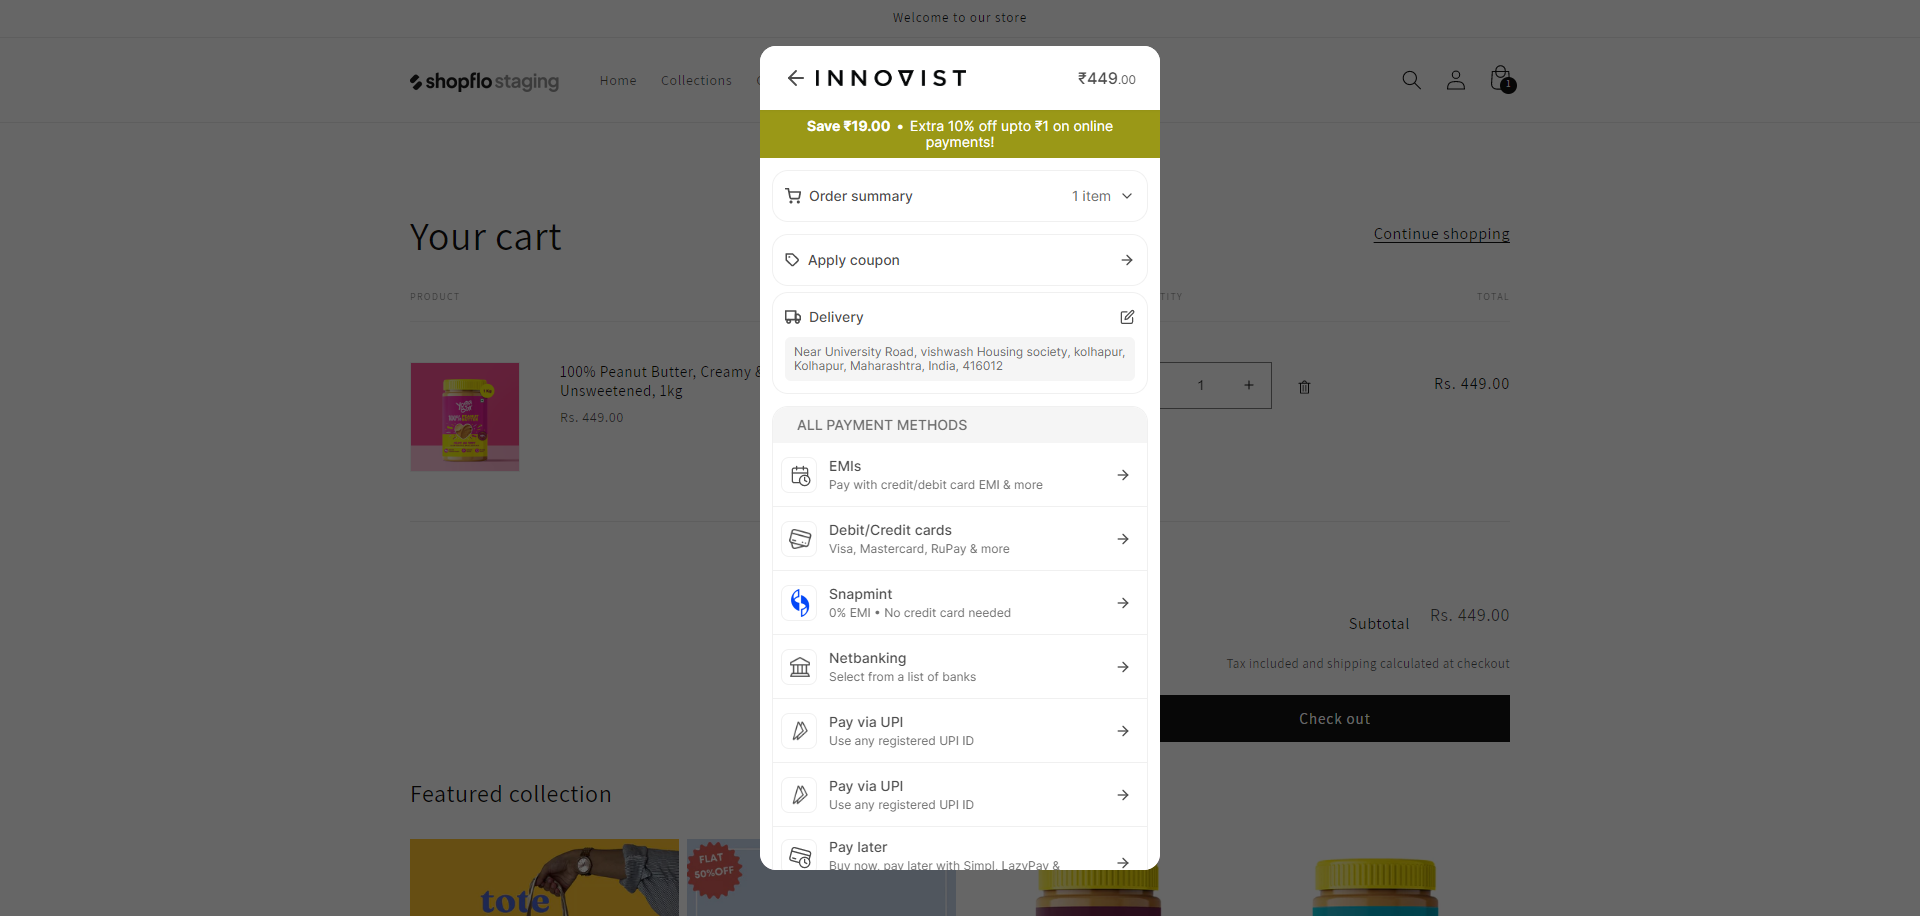 Welcome to our store
shopflo staging
Home
Collections
1
INNOVIST
₹449.00
Save ₹19.00 • Extra 10% off upto ₹1 on online
payments!
Order summary
1 item
Apply coupon
Delivery
Near University Road, vishwash Housing society, kolhapur,
Kolhapur, Maharashtra, India, 416012
ALL PAYMENT METHODS
EMIs
Pay with credit/debit card EMI & more
Debit/Credit cards
Visa, Mastercard, RuPay & more
Snapmint
0% EMI • No credit card needed
Netbanking
Select from a list of banks
Pay via UPI
Use any registered UPI ID
Pay via UPI
Use any registered UPI ID
Pay later
Buy now, pay later with Simpl, LazyPay &
Your cart
Continue shopping
PRODUCT
TITY
TOTAL
100% Peanut Butter, Creamy &
Unsweetened, 1kg
Rs. 449.00
1
+
Rs. 449.00
Subtotal
Rs. 449.00
Tax included and shipping calculated at checkout
Check out
Featured collection
tote
FLAT
50%OFF